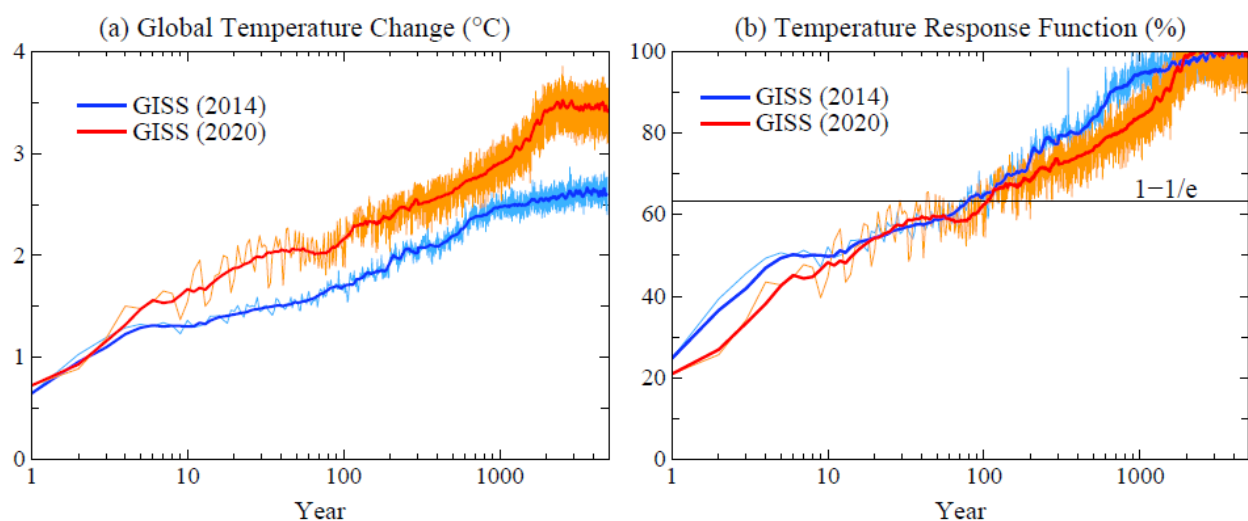 (a) Global Temperature Change (°C)
4
3
2
1
0
GISS (2014)
GISS (2020)
1
10
100
1000
Year
(b) Temperature Response Function (%)
100
80
60
40
20
0
GISS (2014)
GISS (2020)
1−1/e
1
10
100
1000
Year